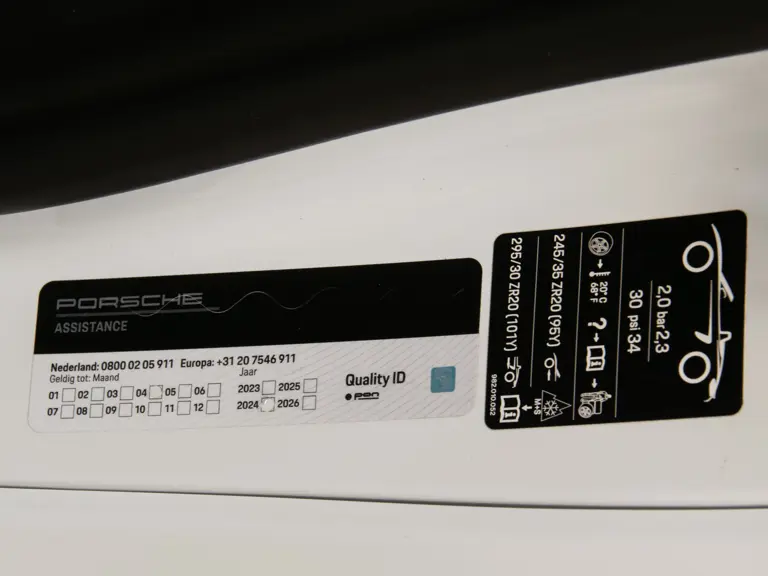 PORSCHE
ASSISTANCE
Nederland: 0800 02 05 911 Europa: +31 20 7546 911
Geldig tot: Maand Jaar
01 02 03 04 05 06 2023 2025
07 08 09 10 11 12 2024 2026
Quality ID
pon
2,0 bar 2,3
30 psi 34
20°C
68°F
?
245/35 ZR20 (95Y)
M+S
295/30 ZR20 (101Y)
982.010.052